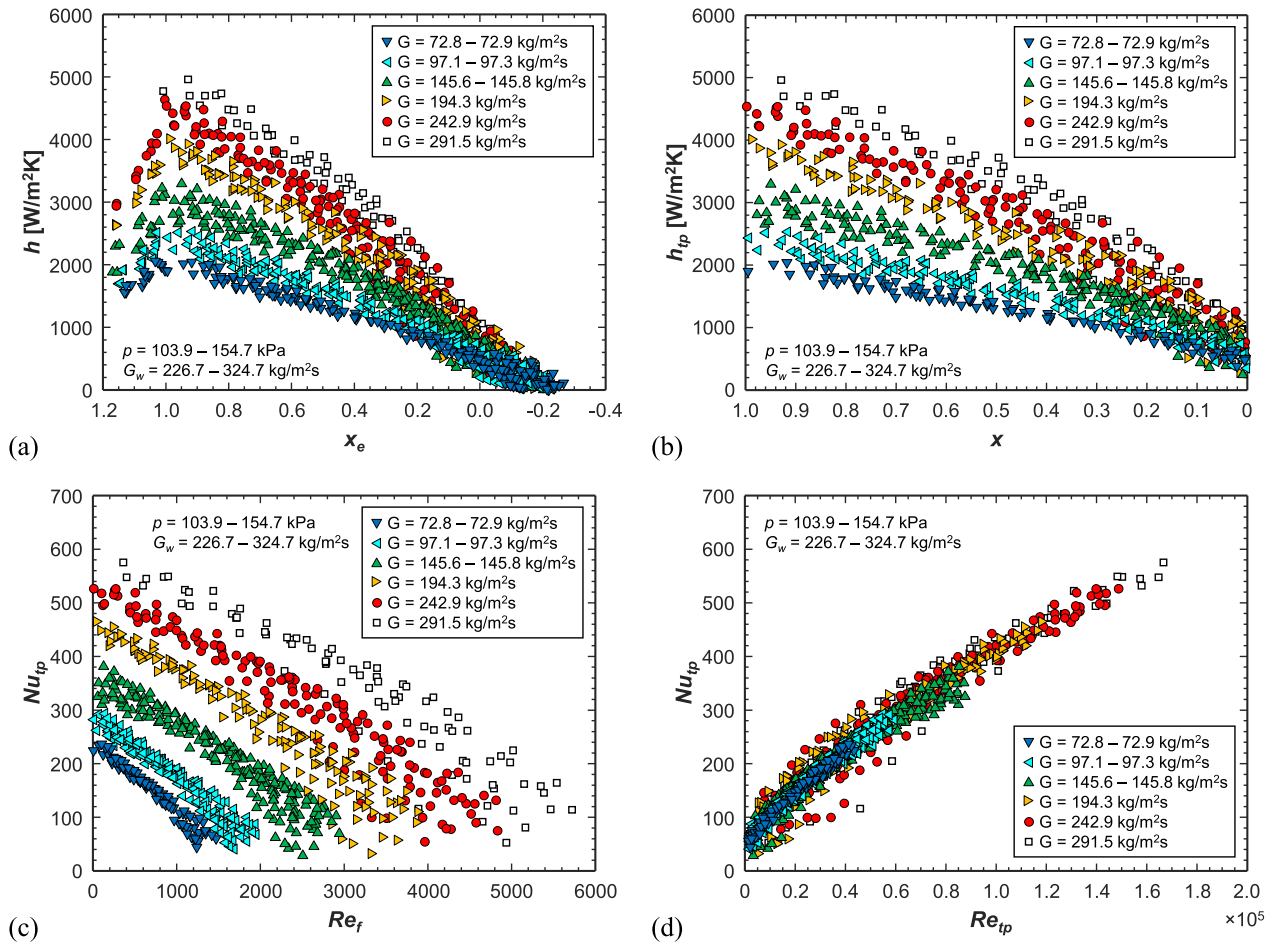 6000
5000
4000
3000
2000
1000
0
h [W/m²K]
G = 72.8 – 72.9 kg/m²s
G = 97.1 – 97.3 kg/m²s
G = 145.6 – 145.8 kg/m²s
G = 194.3 kg/m²s
G = 242.9 kg/m²s
G = 291.5 kg/m²s
p = 103.9 – 154.7 kPa
G_w = 226.7 – 324.7 kg/m²s
1.2 1.0 0.8 0.6 0.4 0.2 0.0 -0.2 -0.4
x_e
(a)
6000
5000
4000
3000
2000
1000
0
h_tp [W/m²K]
G = 72.8 – 72.9 kg/m²s
G = 97.1 – 97.3 kg/m²s
G = 145.6 – 145.8 kg/m²s
G = 194.3 kg/m²s
G = 242.9 kg/m²s
G = 291.5 kg/m²s
p = 103.9 – 154.7 kPa
G_w = 226.7 – 324.7 kg/m²s
1.0 0.9 0.8 0.7 0.6 0.5 0.4 0.3 0.2 0.1 0
x
(b)
700
600
500
400
300
200
100
0
Nu_tp
p = 103.9 – 154.7 kPa
G_w = 226.7 – 324.7 kg/m²s
G = 72.8 – 72.9 kg/m²s
G = 97.1 – 97.3 kg/m²s
G = 145.6 – 145.8 kg/m²s
G = 194.3 kg/m²s
G = 242.9 kg/m²s
G = 291.5 kg/m²s
0 1000 2000 3000 4000 5000 6000
Re_f
(c)
700
600
500
400
300
200
100
0
Nu_tp
p = 103.9 – 154.7 kPa
G_w = 226.7 – 324.7 kg/m²s
G = 72.8 – 72.9 kg/m²s
G = 97.1 – 97.3 kg/m²s
G = 145.6 – 145.8 kg/m²s
G = 194.3 kg/m²s
G = 242.9 kg/m²s
G = 291.5 kg/m²s
0 0.2 0.4 0.6 0.8 1.0 1.2 1.4 1.6 1.8 2.0
Re_tp
×10⁵
(d)